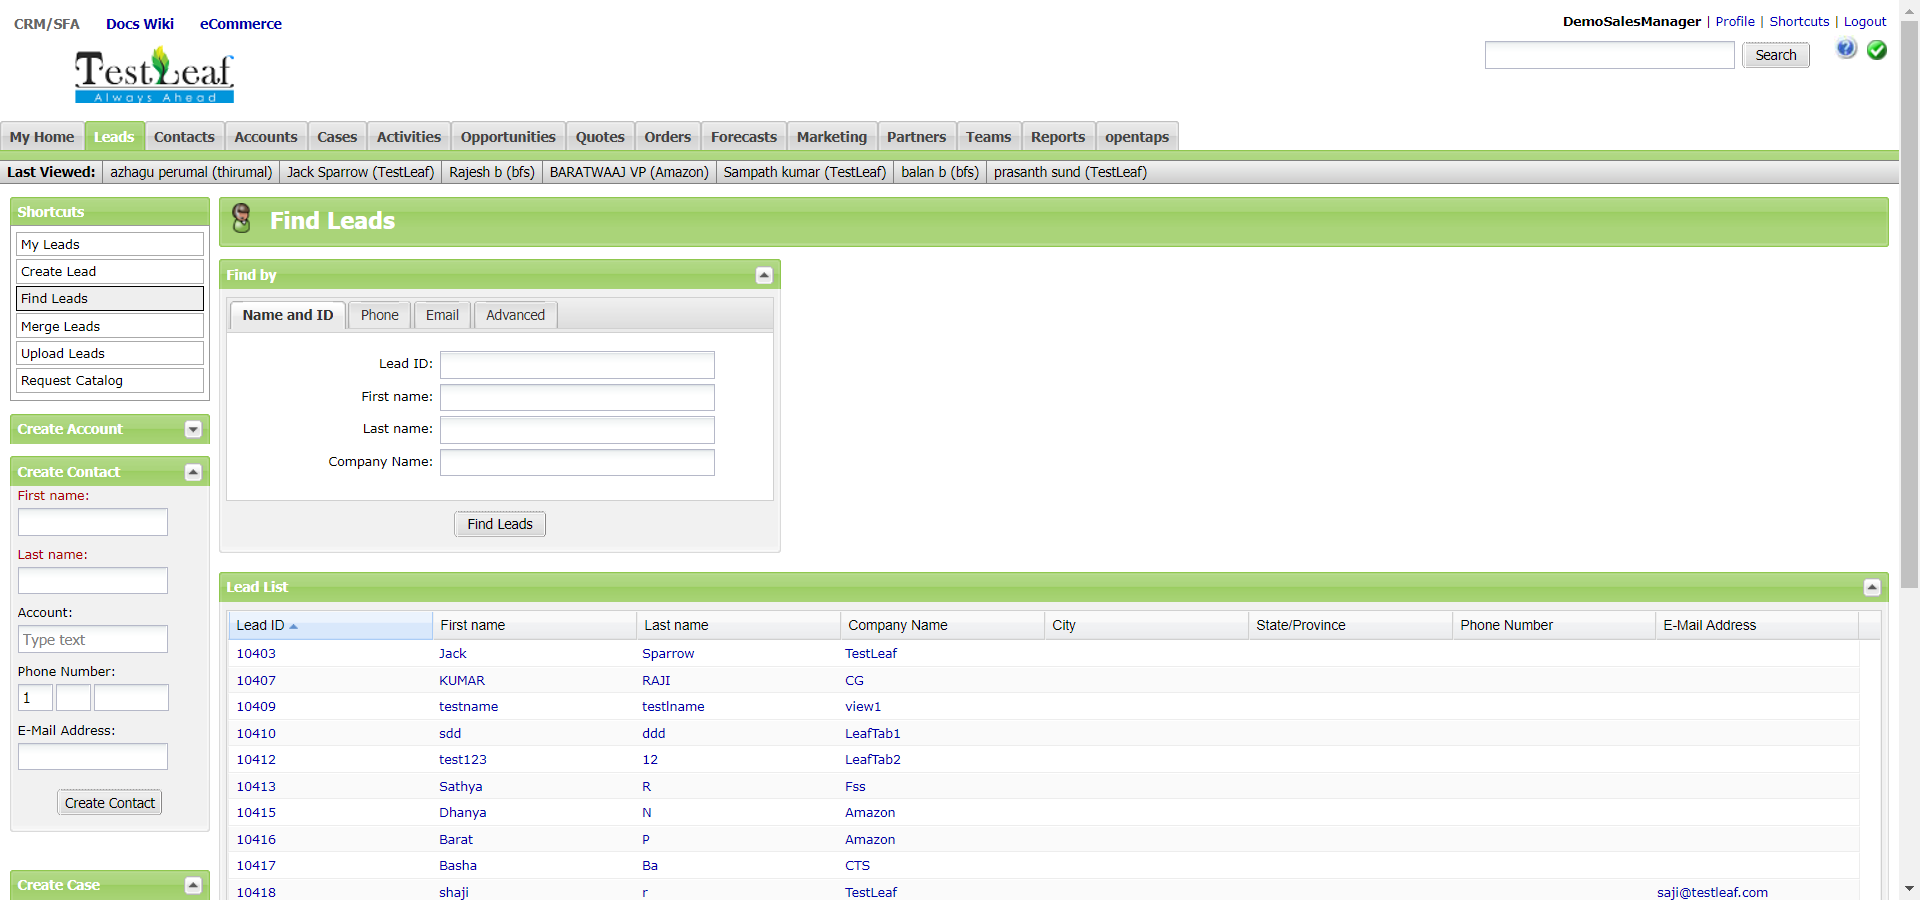 CRM/SFA Docs Wiki eCommerce
DemoSalesManager | Profile | Shortcuts | Logout
Search
TestLeaf
Always Ahead
My Home Leads Contacts Accounts Cases Activities Opportunities Quotes Orders Forecasts Marketing Partners Teams Reports opentaps
Last Viewed: azhagu perumal (thirumal) Jack Sparrow (TestLeaf) Rajesh b (bfs) BARATWAAJ VP (Amazon) Sampath kumar (TestLeaf) balan b (bfs) prasanth sund (TestLeaf)
Shortcuts
My Leads
Create Lead
Find Leads
Merge Leads
Upload Leads
Request Catalog
Create Account
Create Contact
First name:
Last name:
Account:
Type text
Phone Number:
1
E-Mail Address:
Create Contact
Create Case
Find Leads
Find by
Name and ID Phone Email Advanced
Lead ID:
First name:
Last name:
Company Name:
Find Leads
Lead List
Lead ID First name Last name Company Name City State/Province Phone Number E-Mail Address
10403 Jack Sparrow TestLeaf
10407 KUMAR RAJI CG
10409 testname testlname view1
10410 sdd ddd LeafTab1
10412 test123 12 LeafTab2
10413 Sathya R Fss
10415 Dhanya N Amazon
10416 Barat P Amazon
10417 Basha Ba CTS
10418 shaji r TestLeaf saji@testleaf.com